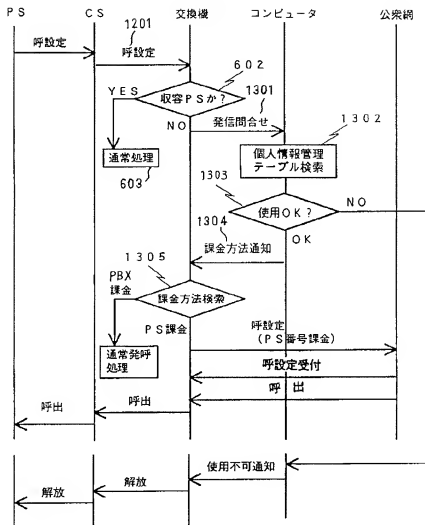 PS
CS
交換機
コンピュータ
公衆網
呼設定
1201
呼設定
602
YES
収容PSか?
1301
NO
発信問合せ
1302
通常処理
個人情報管理
テーブル検索
603
1303
使用OK?
NO
1304
OK
課金方法通知
1305
PBX
課金
課金方法検索
PS課金
呼設定
(PS番号課金)
通常発呼
処理
呼設定受付
呼出
呼出
呼出
使用不可通知
解放
解放